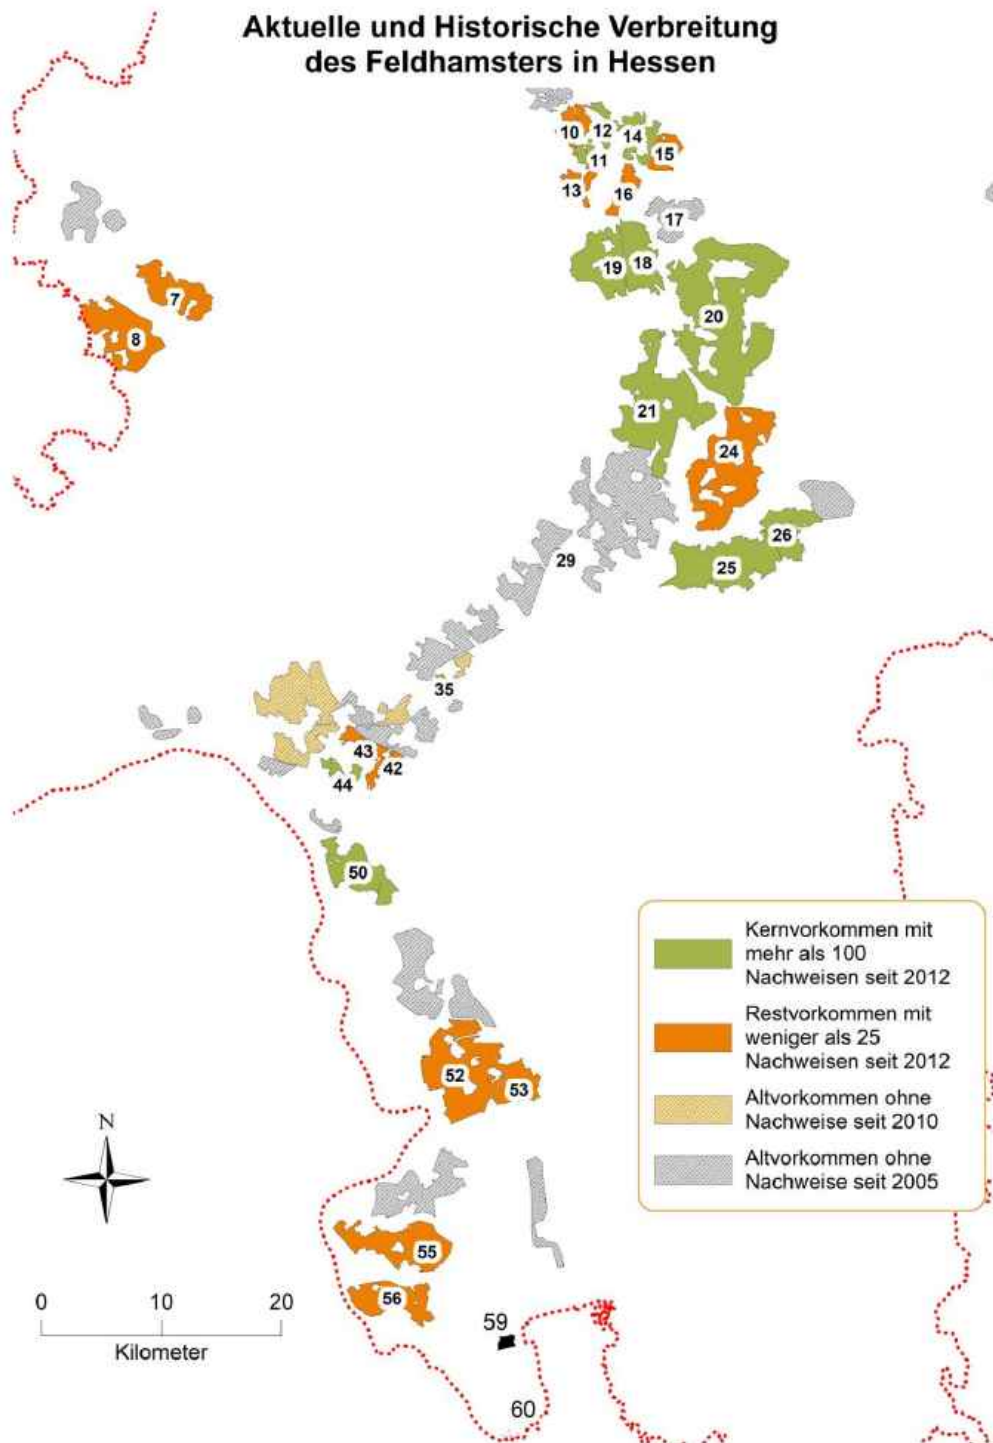 Aktuelle und Historische Verbreitung
des Feldhamsters in Hessen
10
12
14
15
11
13
16
17
19
18
7
20
8
21
24
26
29
25
35
43
42
44
50
Kernvorkommen mit
mehr als 100
Nachweisen seit 2012
Restvorkommen mit
weniger als 25
Nachweisen seit 2012
Altvorkommen ohne
Nachweise seit 2010
Altvorkommen ohne
Nachweise seit 2005
52
53
N
55
56
0 10 20
Kilometer
59
60